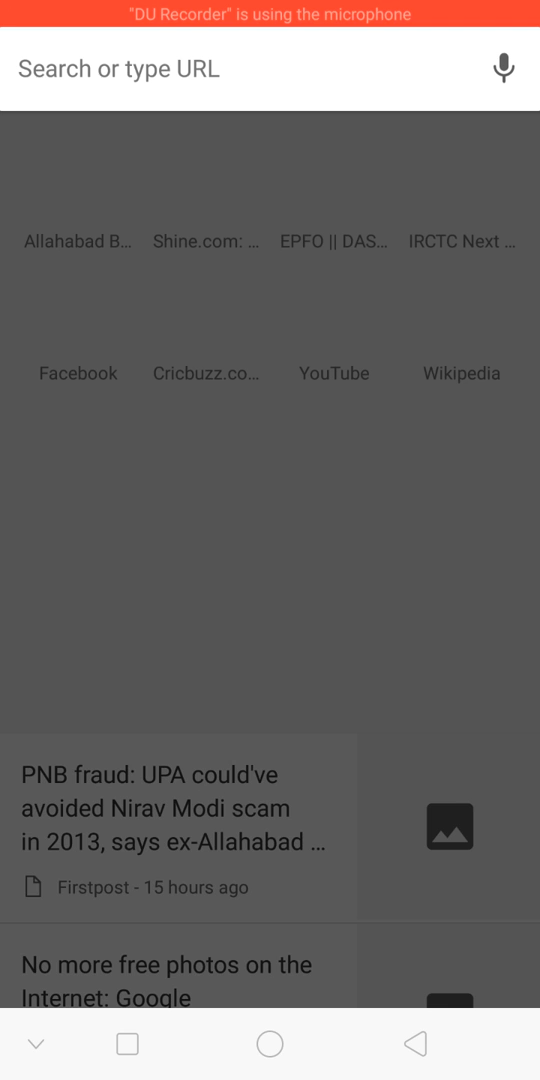 "DU Recorder" is using the microphone
Search or type URL
Allahabad B... Shine.com: ... EPFO || DAS... IRCTC Next ...
Facebook Cricbuzz.co... YouTube Wikipedia
PNB fraud: UPA could've
avoided Nirav Modi scam
in 2013, says ex-Allahabad ...
Firstpost - 15 hours ago
No more free photos on the
Internet: Google